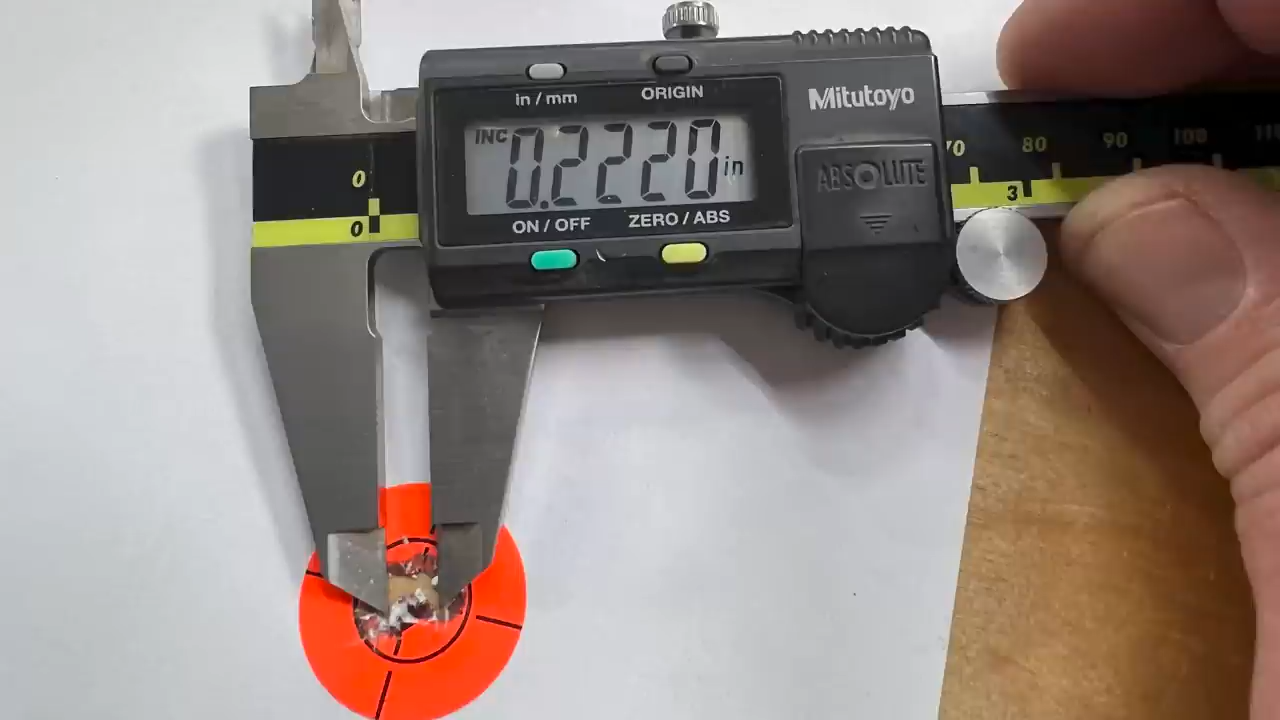 in / mm
ORIGIN
Mitutoyo
INC 0.2220 in
ON / OFF
ZERO / ABS
ABSOLUTE
0
0
70 80 90 100
3